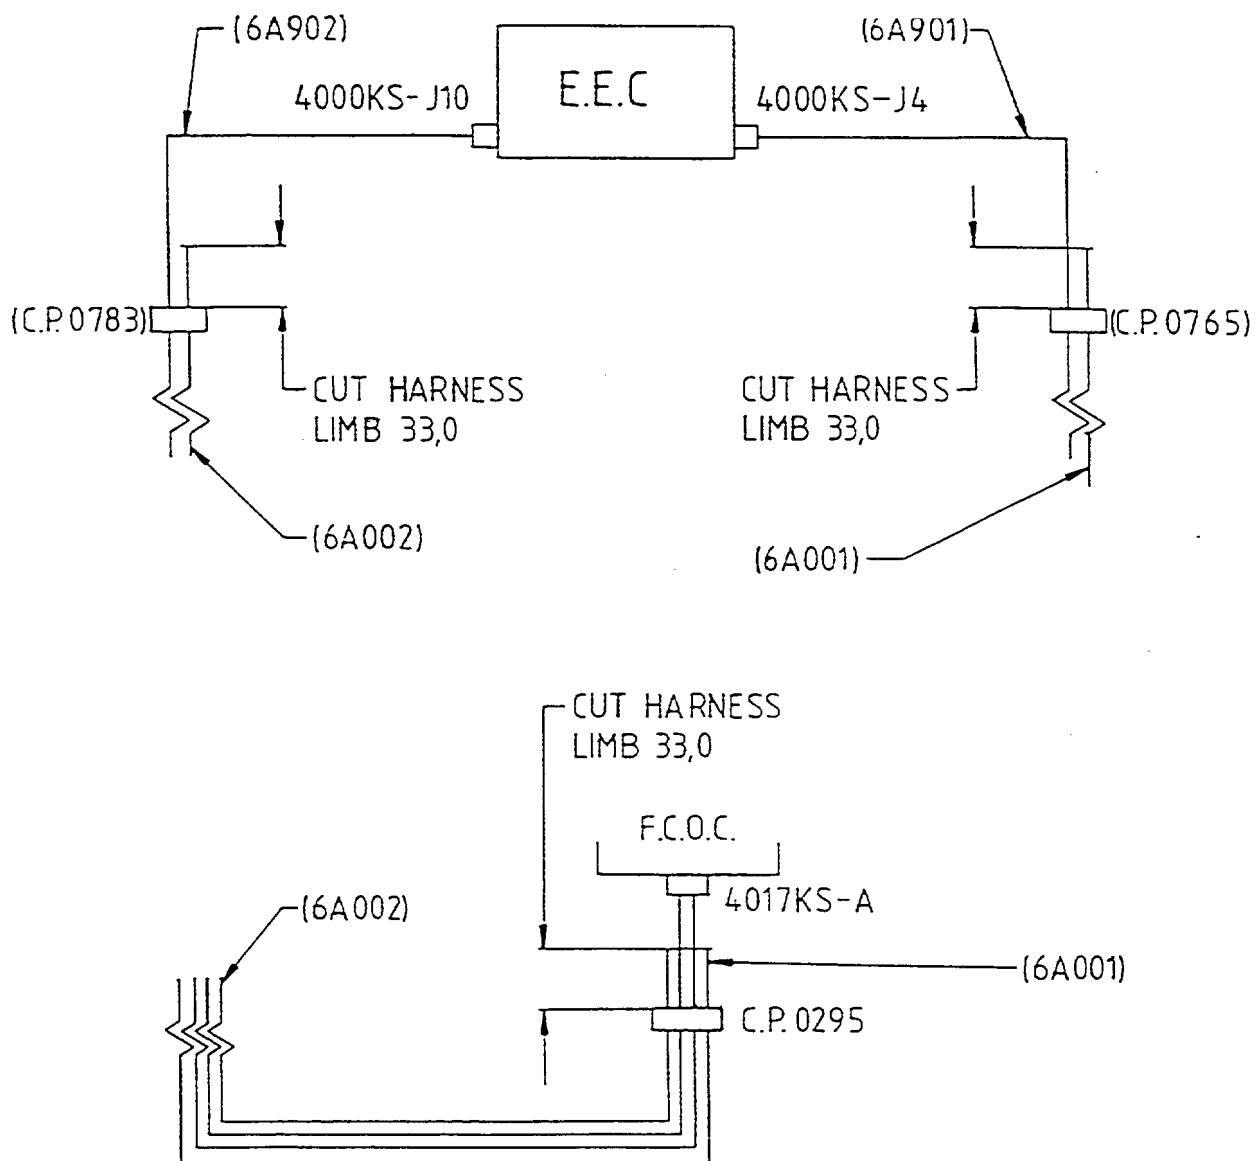 (6A902)
(6A901)
E.E.C
4000KS-J10
4000KS-J4
(C.P.0783)
(C.P.0765)
CUT HARNESS
LIMB 33,0
CUT HARNESS
LIMB 33,0
(6A002)
(6A001)
CUT HARNESS
LIMB 33,0
F.C.O.C.
4017KS-A
(6A002)
(6A001)
C.P.0295